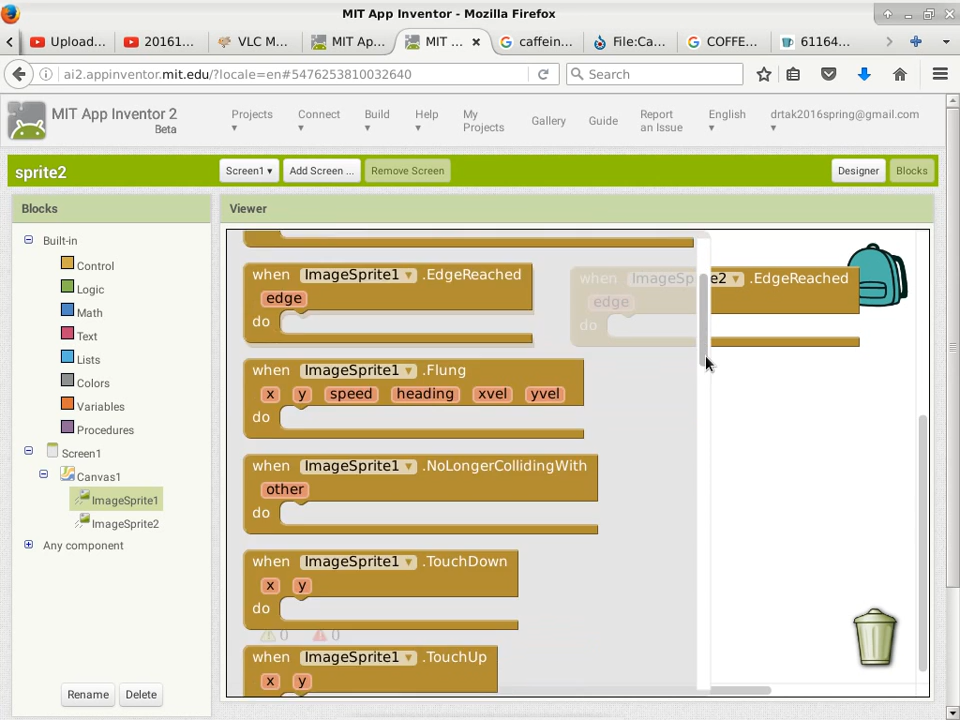 MIT App Inventor 2 - Mozilla Firefox
Upload...
20161...
VLC M...
MIT Ap...
MIT ...
caffein...
File:Ca...
COFFE...
61164...
ai2.appinventor.mit.edu/?locale=en#5476253810032640
Search
MIT App Inventor 2
Beta
Projects
Connect
Build
Help
My Projects
Gallery
Guide
Report an Issue
English
drtak2016spring@gmail.com
sprite2
Screen1
Add Screen ...
Remove Screen
Designer
Blocks
Blocks
Viewer
Built-in
Control
Logic
Math
Text
Lists
Colors
Variables
Procedures
Screen1
Canvas1
ImageSprite1
ImageSprite2
Any component
Rename
Delete
when ImageSprite1 .EdgeReached
edge
do
when ImageSprite2 .EdgeReached
edge
do
when ImageSprite1 .Flung
x y speed heading xvel yvel
do
when ImageSprite1 .NoLongerCollidingWith
other
do
when ImageSprite1 .TouchDown
x y
do
0 0
when ImageSprite1 .TouchUp
x y